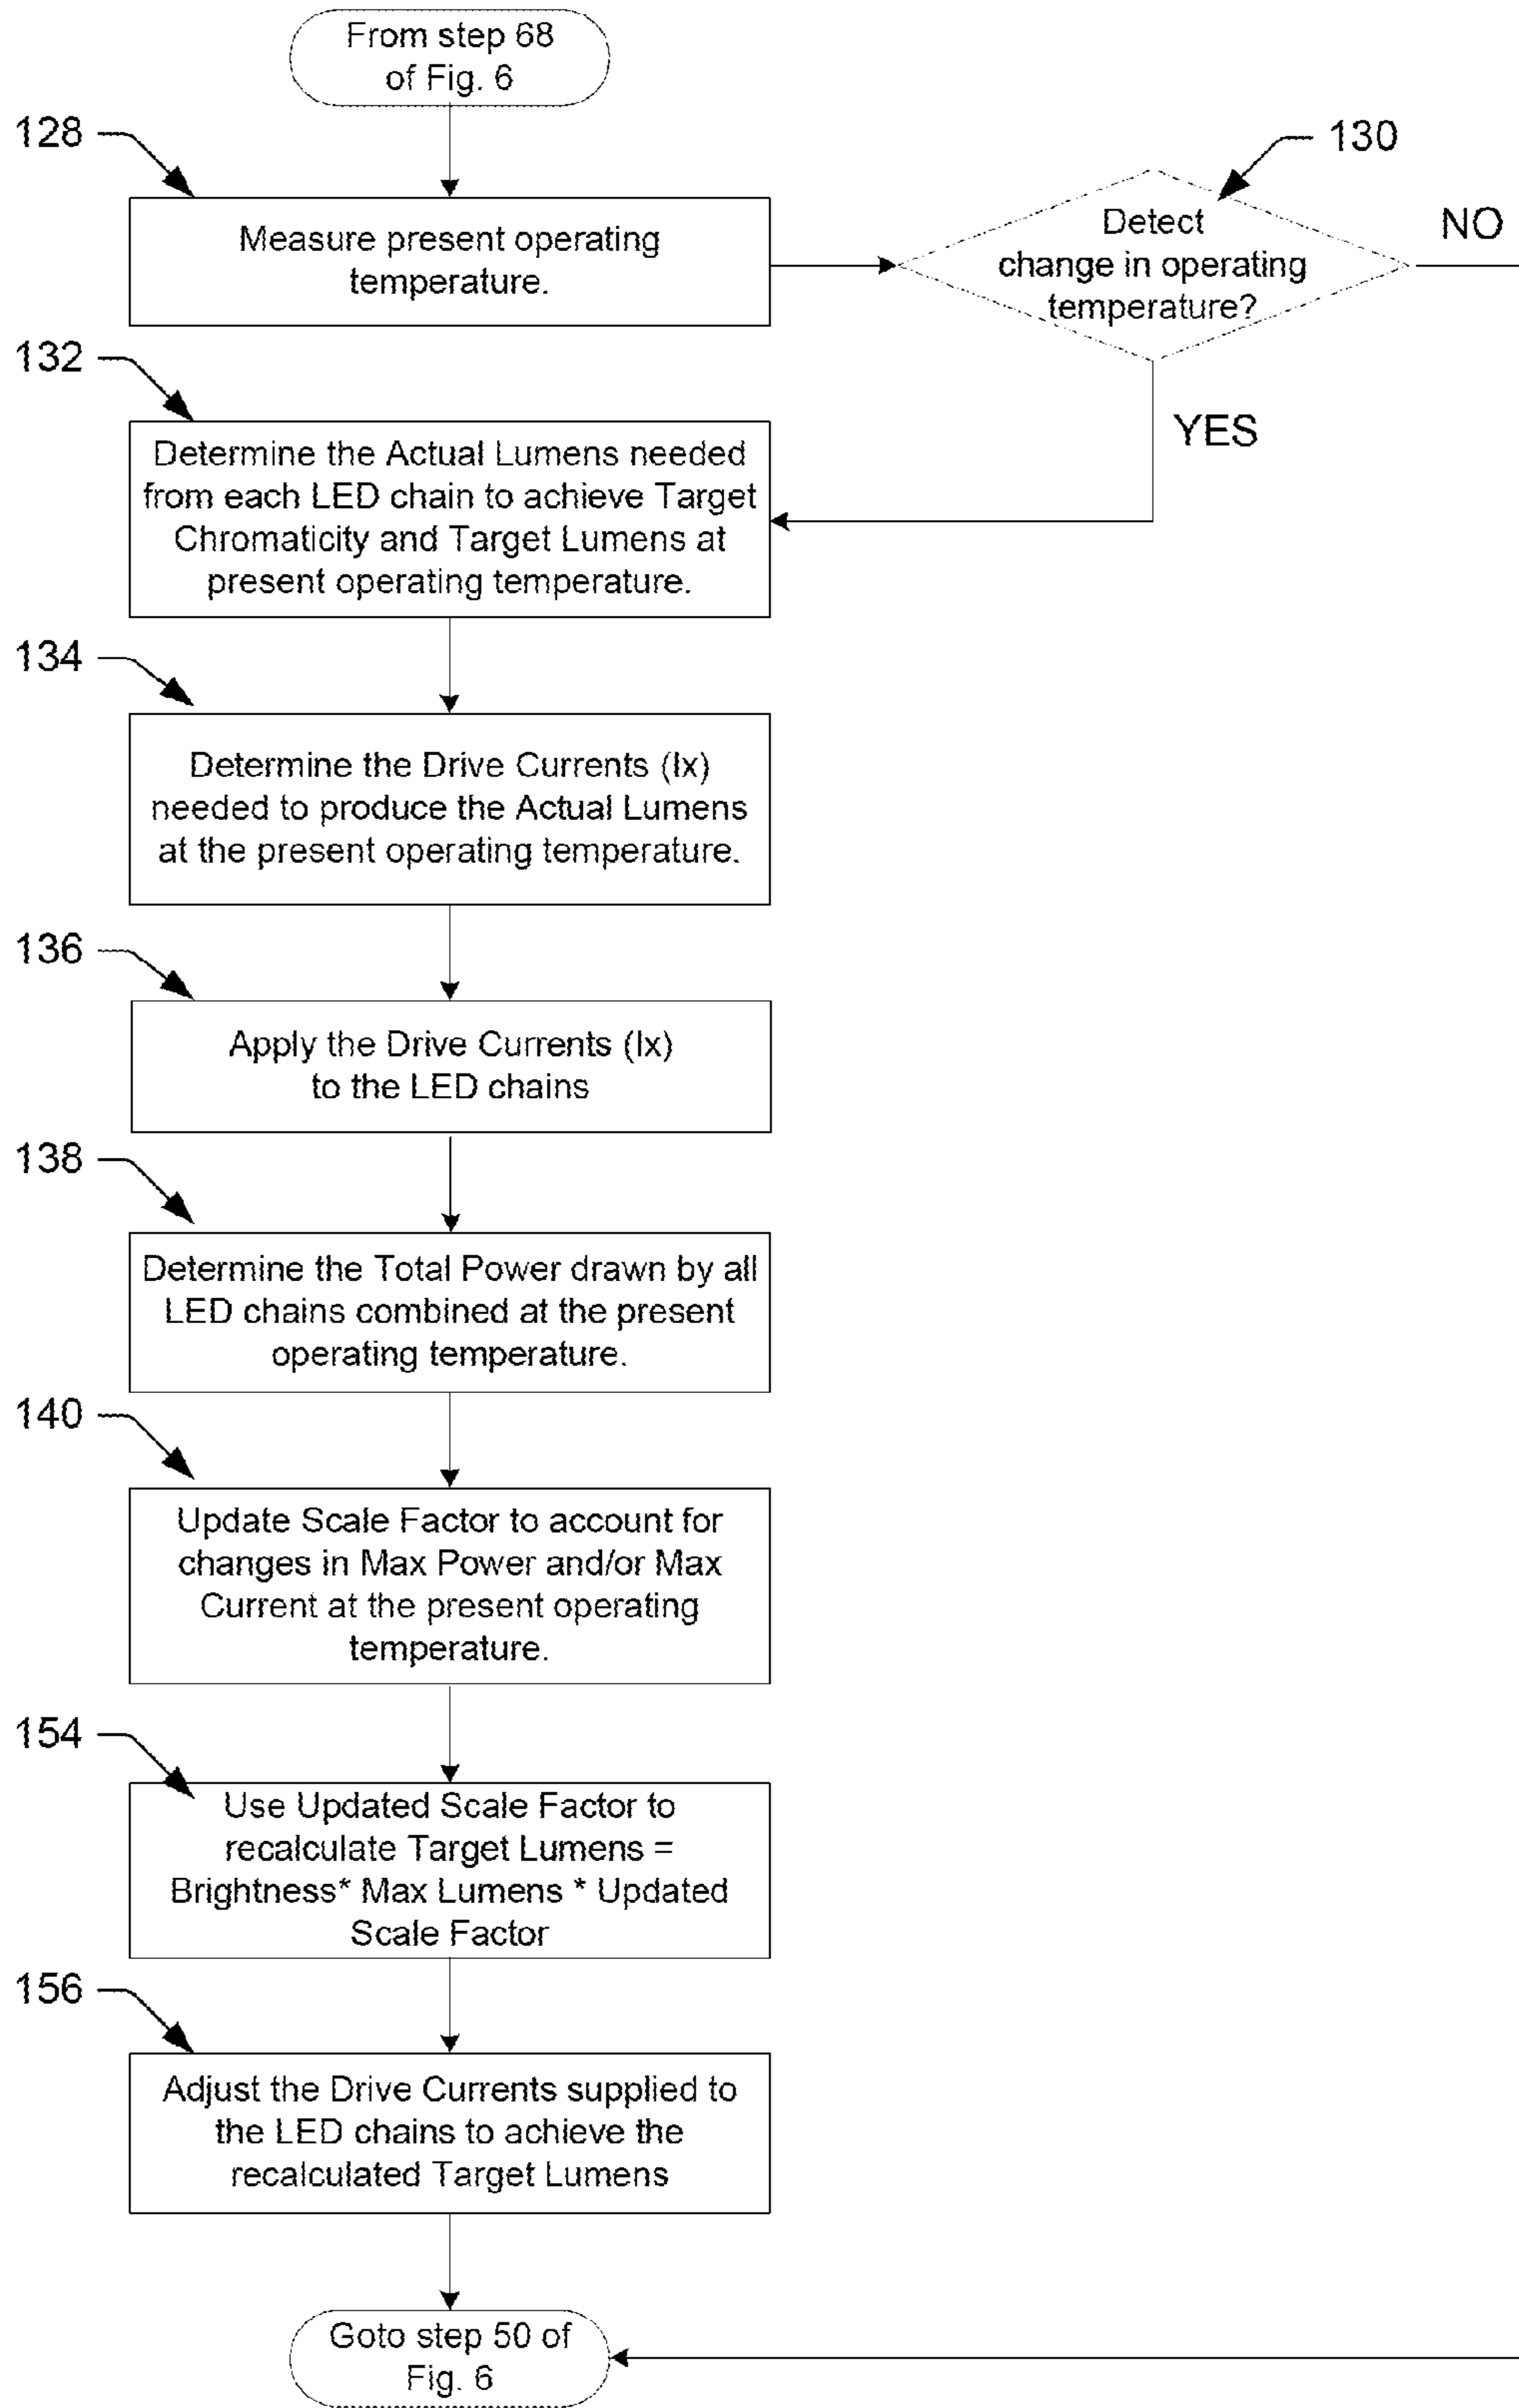 From step 68
of Fig. 6
128
Measure present operating
temperature.
130
Detect
change in operating
temperature?
NO
YES
132
Determine the Actual Lumens needed
from each LED chain to achieve Target
Chromaticity and Target Lumens at
present operating temperature.
134
Determine the Drive Currents (Ix)
needed to produce the Actual Lumens
at the present operating temperature.
136
Apply the Drive Currents (Ix)
to the LED chains
138
Determine the Total Power drawn by all
LED chains combined at the present
operating temperature.
140
Update Scale Factor to account for
changes in Max Power and/or Max
Current at the present operating
temperature.
154
Use Updated Scale Factor to
recalculate Target Lumens =
Brightness* Max Lumens * Updated
Scale Factor
156
Adjust the Drive Currents supplied to
the LED chains to achieve the
recalculated Target Lumens
Goto step 50 of
Fig. 6